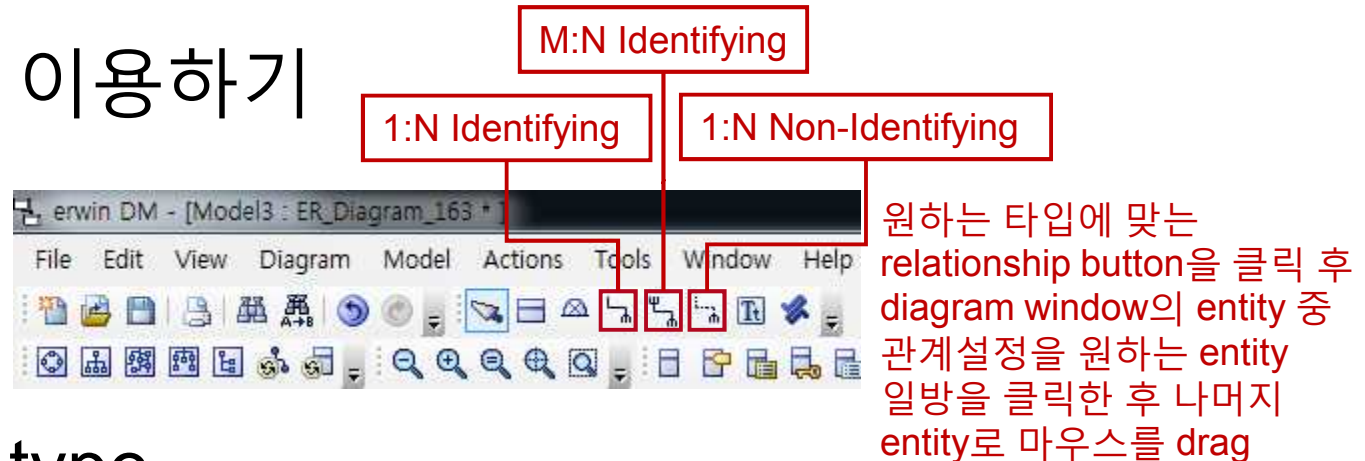 M:N Identifying
이용하기
1:N Identifying
1:N Non-Identifying
erwin DM - [Model3 : ER_Diagram_163 * ]
File Edit View Diagram Model Actions Tools Window Help
A→B
원하는 타입에 맞는
relationship button을 클릭 후
diagram window의 entity 중
관계설정을 원하는 entity
일방을 클릭한 후 나머지
entity로 마우스를 drag
type